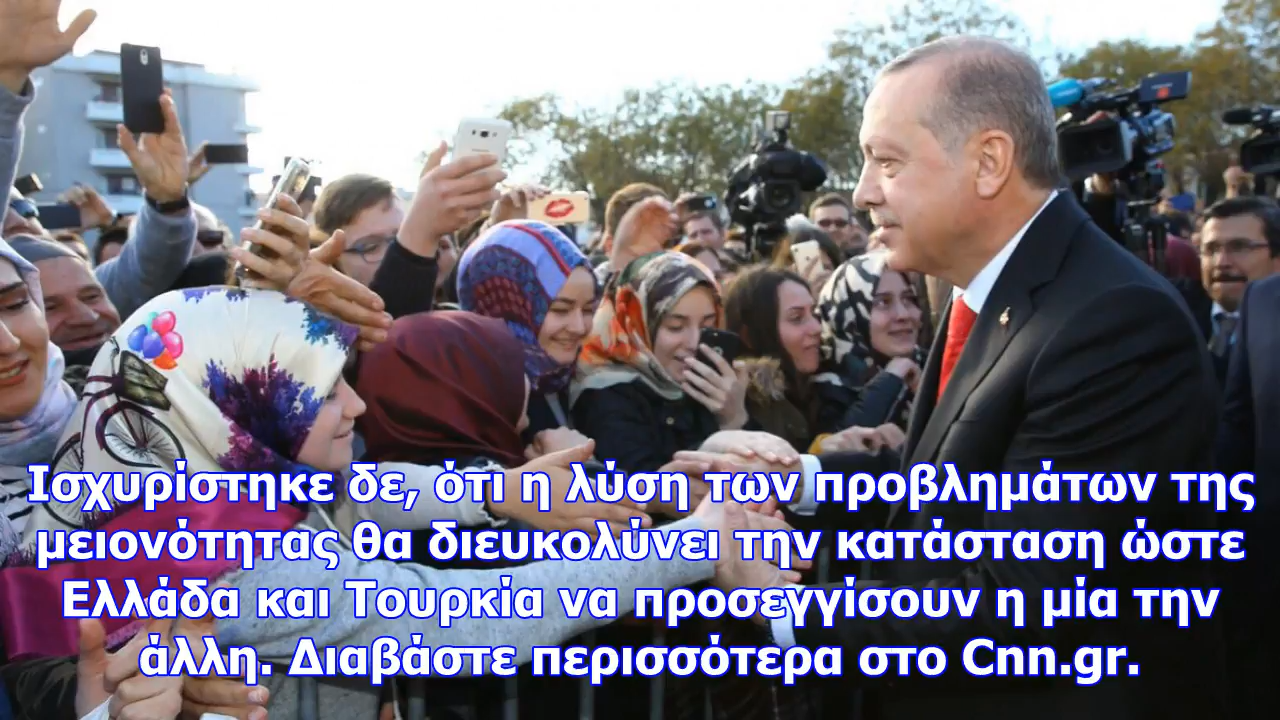 Ισχυρίστηκε δε, ότι η λύση των προβλημάτων της
μειονότητας θα διευκολύνει την κατάσταση ώστε
Ελλάδα και Τουρκία να προσεγγίσουν η μία την
άλλη. Διαβάστε περισσότερα στο Cnn.gr.